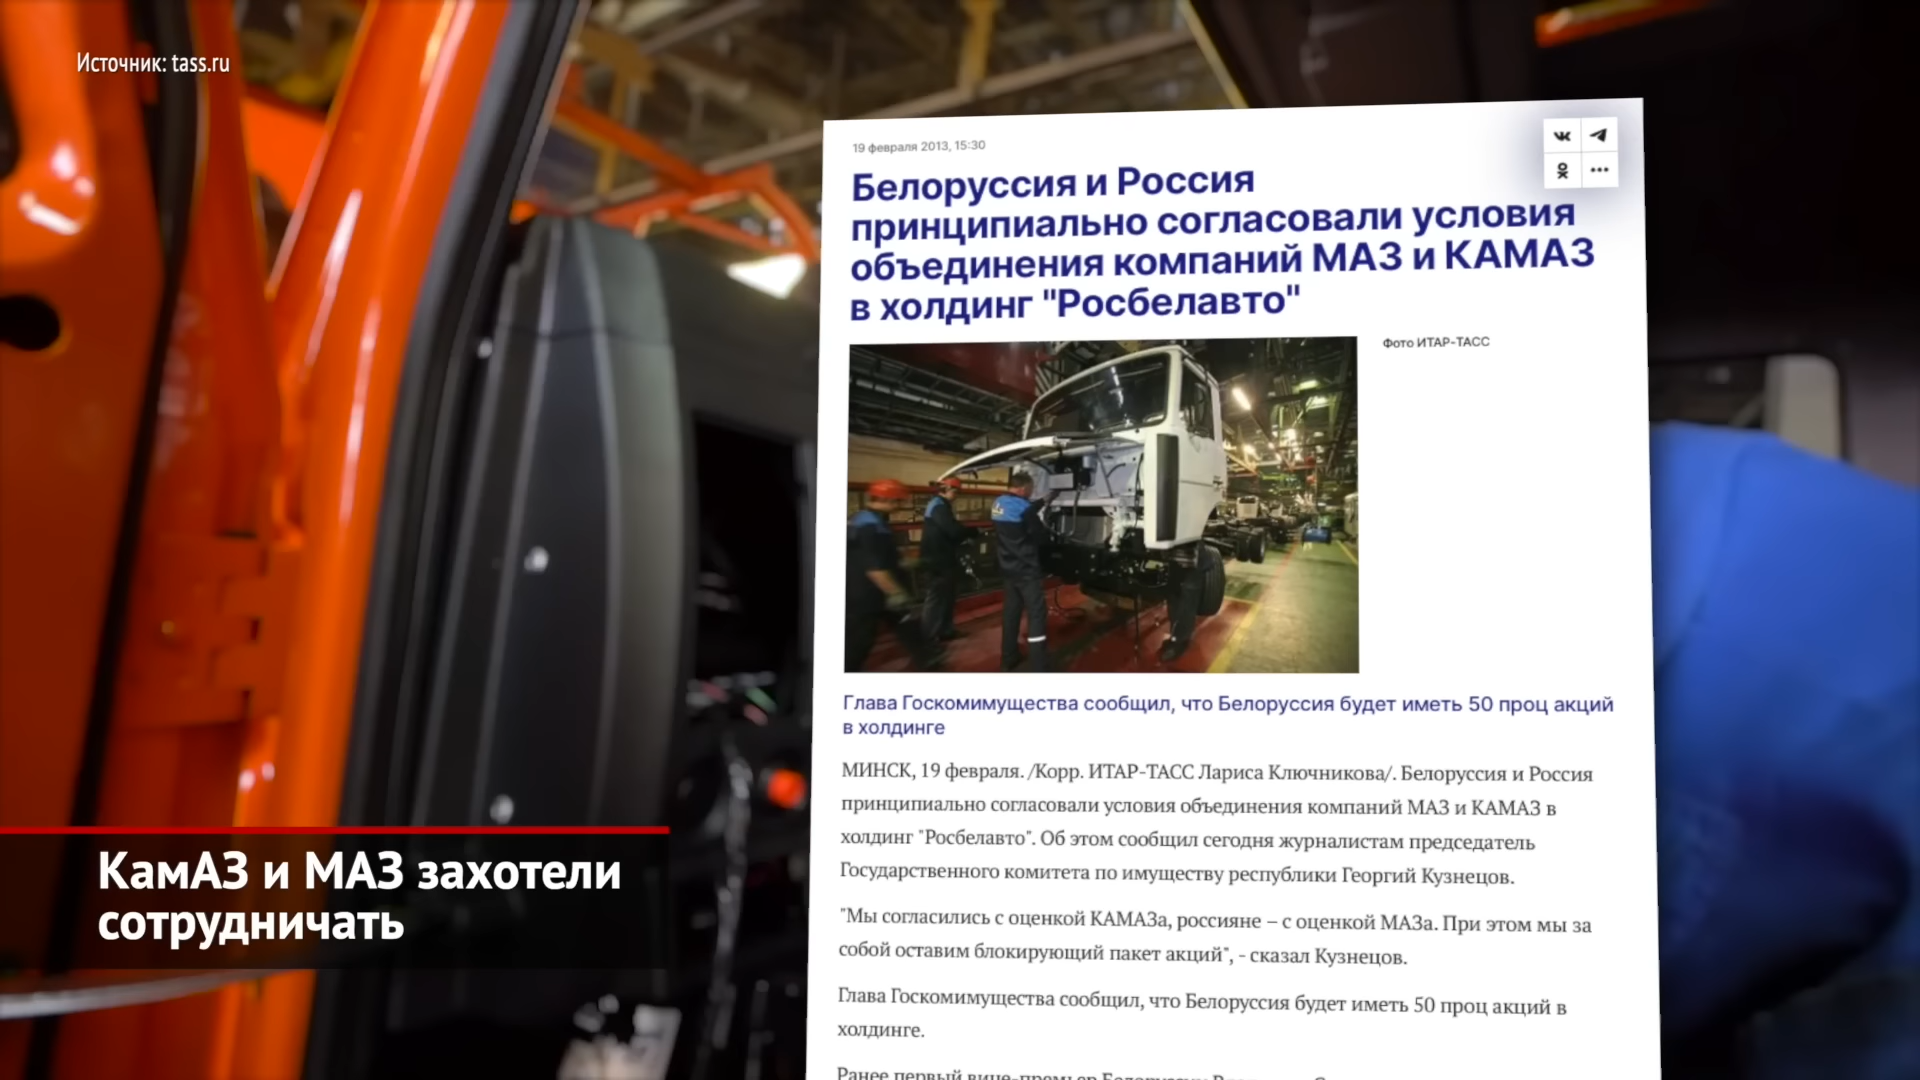 Источник: tass.ru
19 февраля 2013, 15:30
Белоруссия и Россия
принципиально согласовали условия
объединения компаний МАЗ и КАМАЗ
в холдинг "Росбелавто"
Фото ИТАР-ТАСС
Глава Госкомимущества сообщил, что Белоруссия будет иметь 50 проц акций
в холдинге
МИНСК, 19 февраля. /Корр. ИТАР-ТАСС Лариса Ключникова/. Белоруссия и Россия
принципиально согласовали условия объединения компаний МАЗ и КАМАЗ в
холдинг "Росбелавто". Об этом сообщил сегодня журналистам председатель
Государственного комитета по имуществу республики Георгий Кузнецов.
"Мы согласились с оценкой КАМАЗа, россияне – с оценкой МАЗа. При этом мы за
собой оставим блокирующий пакет акций", - сказал Кузнецов.
Глава Госкомимущества сообщил, что Белоруссия будет иметь 50 проц акций в
холдинге.
Ранее первый вице-премьер Белоруссии
КамАЗ и МАЗ захотели
сотрудничать